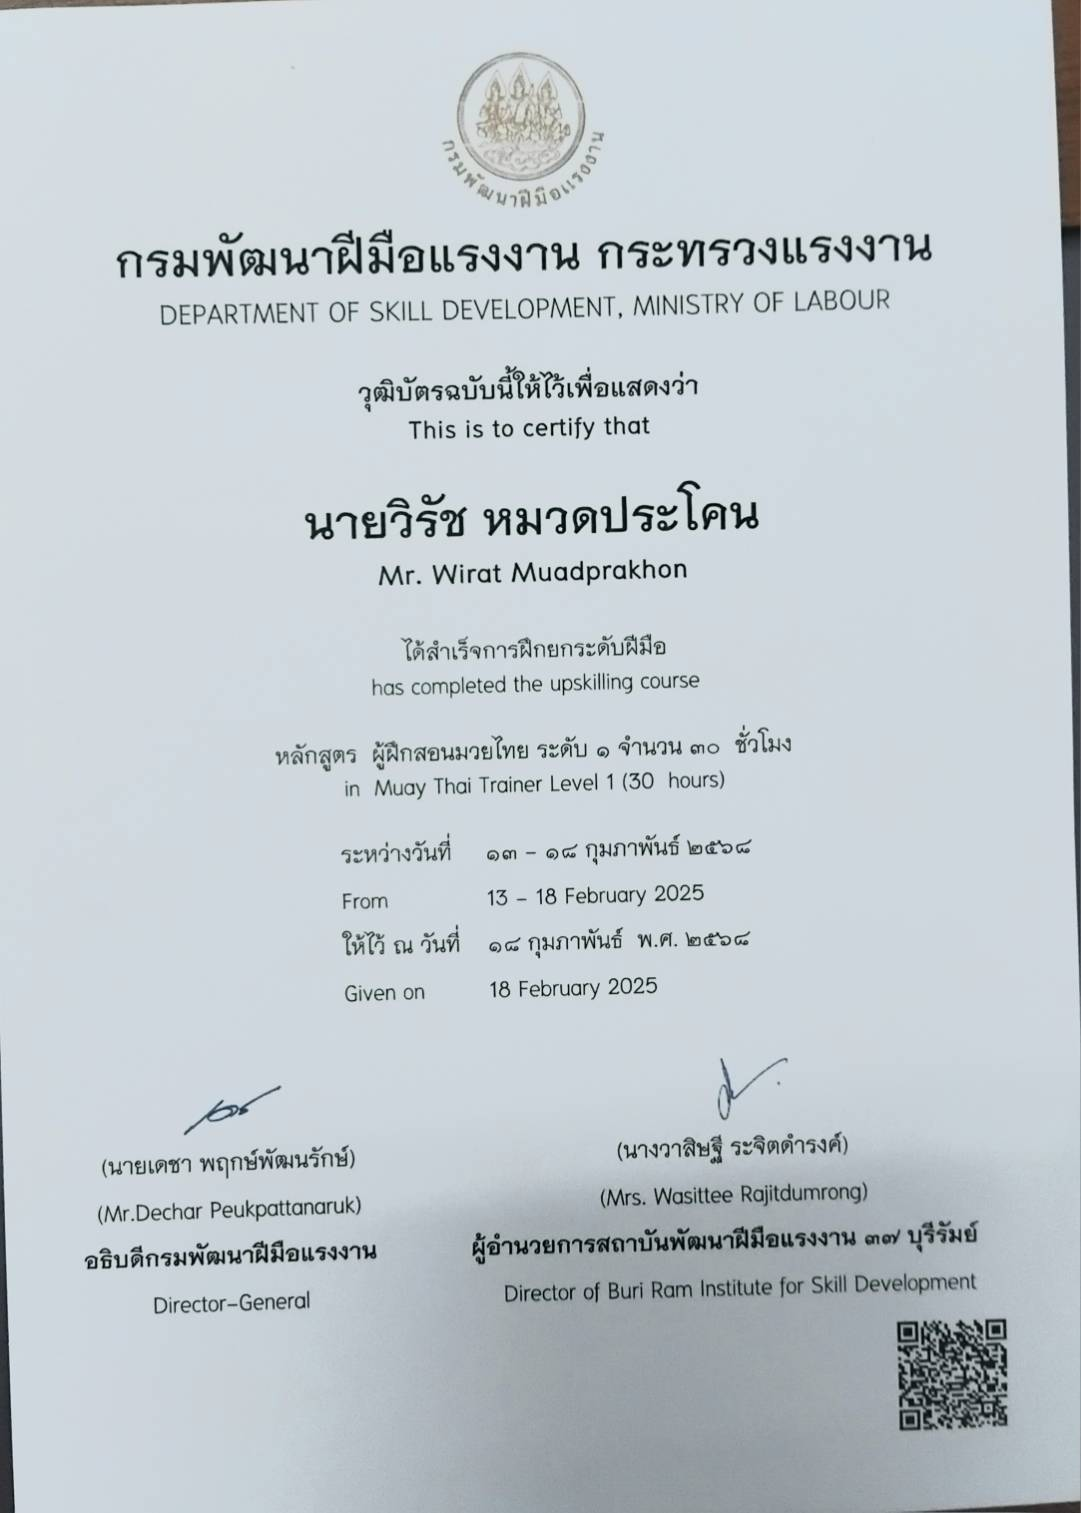 กรมพัฒนาฝีมือแรงงาน
กรมพัฒนาฝีมือแรงงาน กระทรวงแรงงาน
DEPARTMENT OF SKILL DEVELOPMENT, MINISTRY OF LABOUR
วุฒิบัตรฉบับนี้ให้ไว้เพื่อแสดงว่า
This is to certify that
นายวิรัช หมวดประโคน
Mr. Wirat Muadprakhon
ได้สำเร็จการฝึกยกระดับฝีมือ
has completed the upskilling course
หลักสูตร ผู้ฝึกสอนมวยไทย ระดับ ๑ จำนวน ๓๐ ชั่วโมง
in Muay Thai Trainer Level 1 (30 hours)
ระหว่างวันที่ ๑๓ - ๑๘ กุมภาพันธ์ ๒๕๖๘
From 13 - 18 February 2025
ให้ไว้ ณ วันที่ ๑๘ กุมภาพันธ์ พ.ศ. ๒๕๖๘
Given on 18 February 2025
(นายเดชา พฤกษ์พัฒนรักษ์)
(Mr.Dechar Peukpattanaruk)
อธิบดีกรมพัฒนาฝีมือแรงงาน
Director-General
(นางวาสิษฐี ระจิตดำรงค์)
(Mrs. Wasittee Rajitdumrong)
ผู้อำนวยการสถาบันพัฒนาฝีมือแรงงาน ๓๗ บุรีรัมย์
Director of Buri Ram Institute for Skill Development